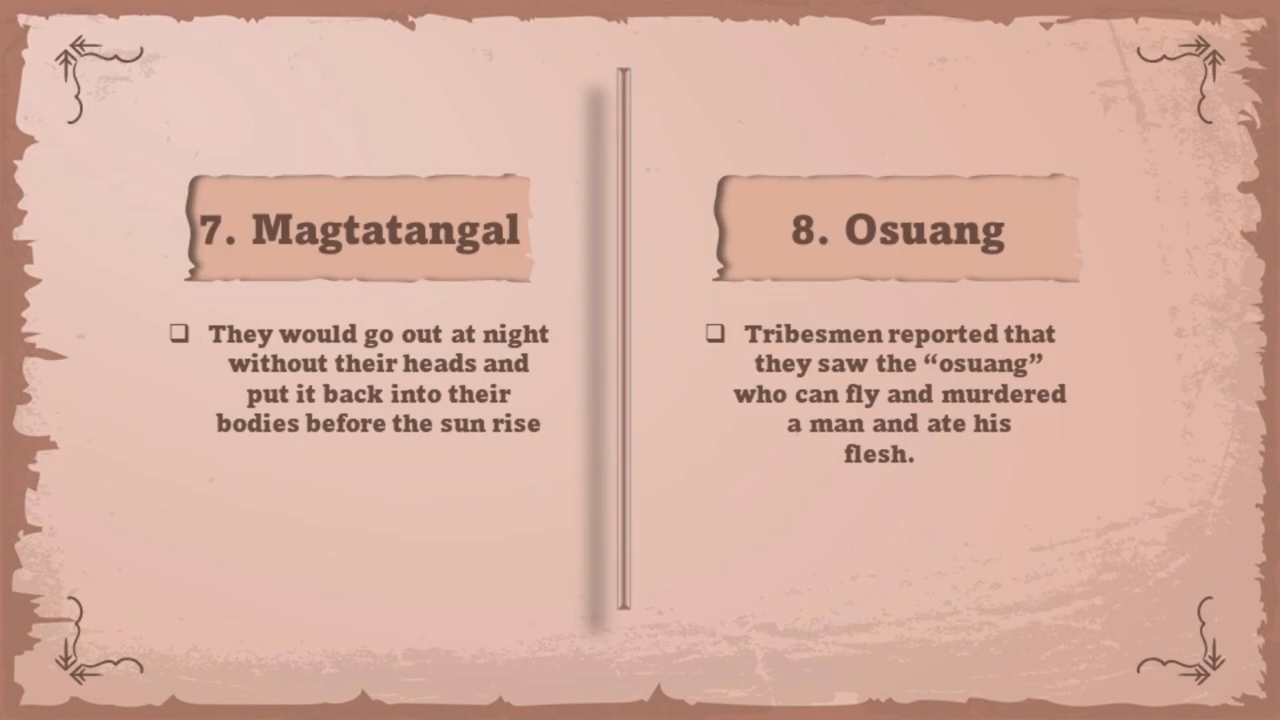 7. Magtatangal
❑ They would go out at night
without their heads and
put it back into their
bodies before the sun rise
8. Osuang
❑ Tribesmen reported that
they saw the “osuang”
who can fly and murdered
a man and ate his
flesh.